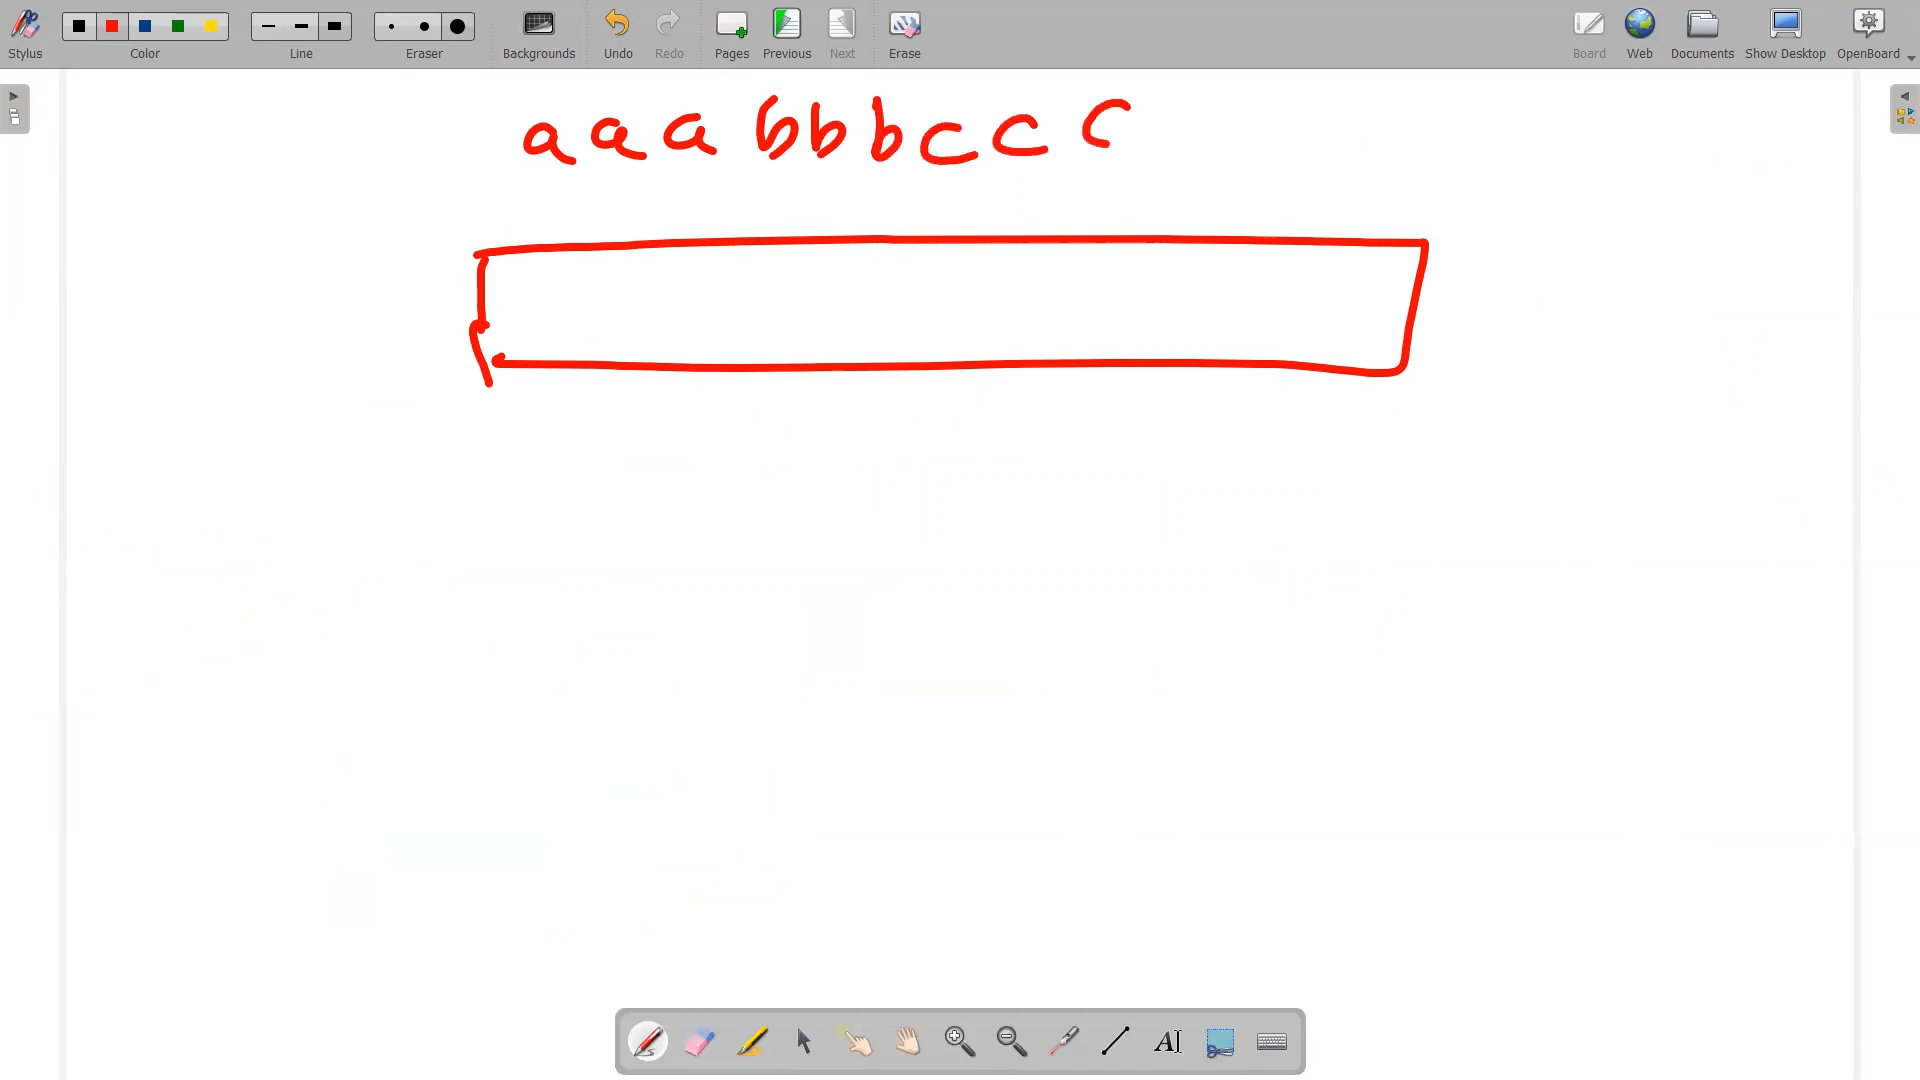 Stylus Color Line Eraser Backgrounds Undo Redo Pages Previous Next Erase Board Web Documents Show Desktop OpenBoard
a a a b b b c c c